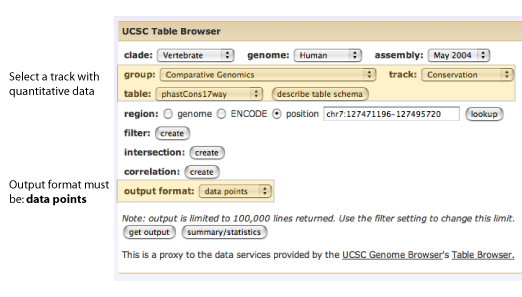 UCSC Table Browser
clade: Vertebrate genome: Human assembly: May 2004
Select a track with
quantitative data
group: Comparative Genomics track: Conservation
table: phastCons17way describe table schema
region: genome ENCODE position chr7:127471196-127495720 lookup
filter: create
intersection: create
correlation: create
Output format must
be: data points
output format: data points
Note: output is limited to 100,000 lines returned. Use the filter setting to change this limit.
get output summary/statistics
This is a proxy to the data services provided by the UCSC Genome Browser's Table Browser.